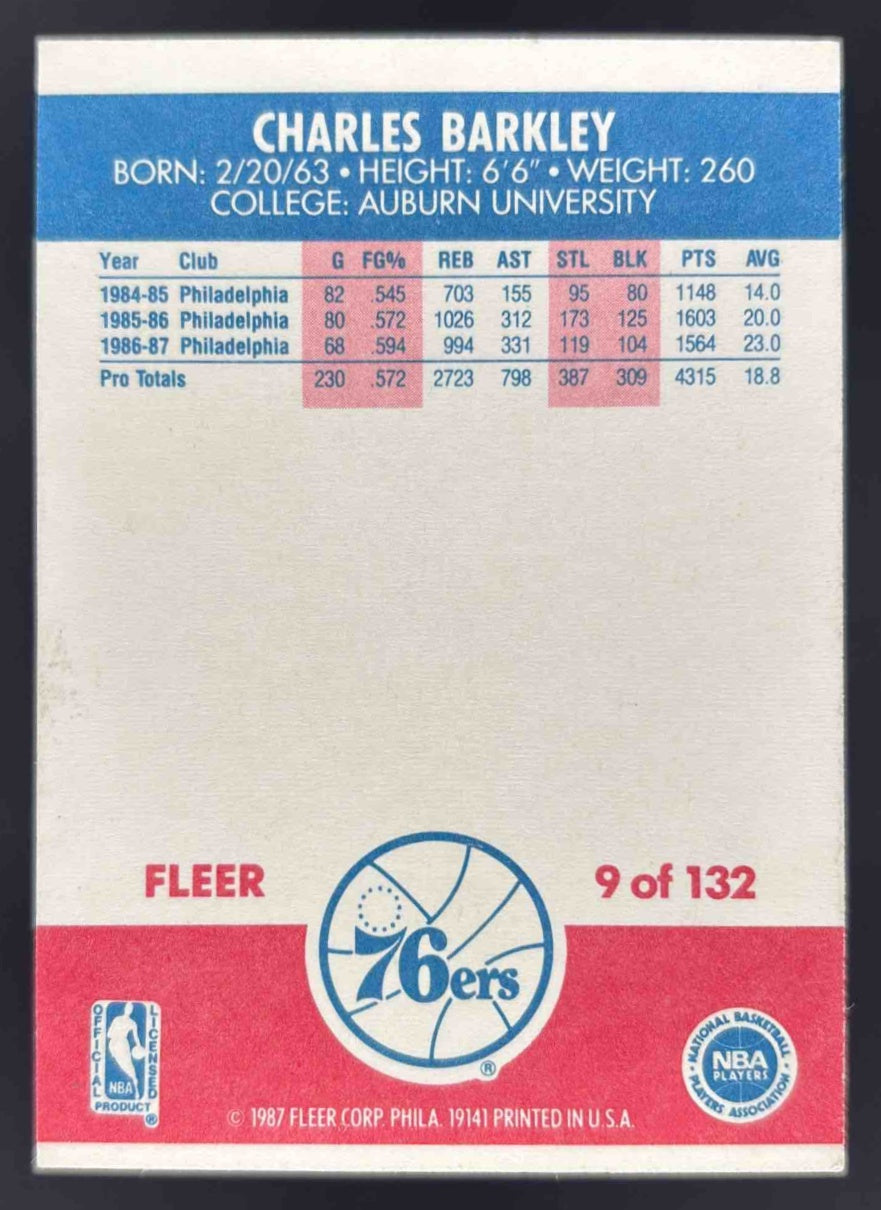 CHARLES BARKLEY
BORN: 2/20/63 • HEIGHT: 6'6" • WEIGHT: 260
COLLEGE: AUBURN UNIVERSITY
Year Club G FG% REB AST STL BLK PTS AVG
1984-85 Philadelphia 82 .545 703 155 95 80 1148 14.0
1985-86 Philadelphia 80 .572 1026 312 173 125 1603 20.0
1986-87 Philadelphia 68 .594 994 331 119 104 1564 23.0
Pro Totals 230 .572 2723 798 387 309 4315 18.8
FLEER
9 of 132
76ers
®
OFFICIAL LICENSED
NBA
PRODUCT
®
NATIONAL BASKETBALL
NBA
PLAYERS
• PLAYERS ASSOCIATION •
© 1987 FLEER CORP. PHILA. 19141 PRINTED IN U.S.A.